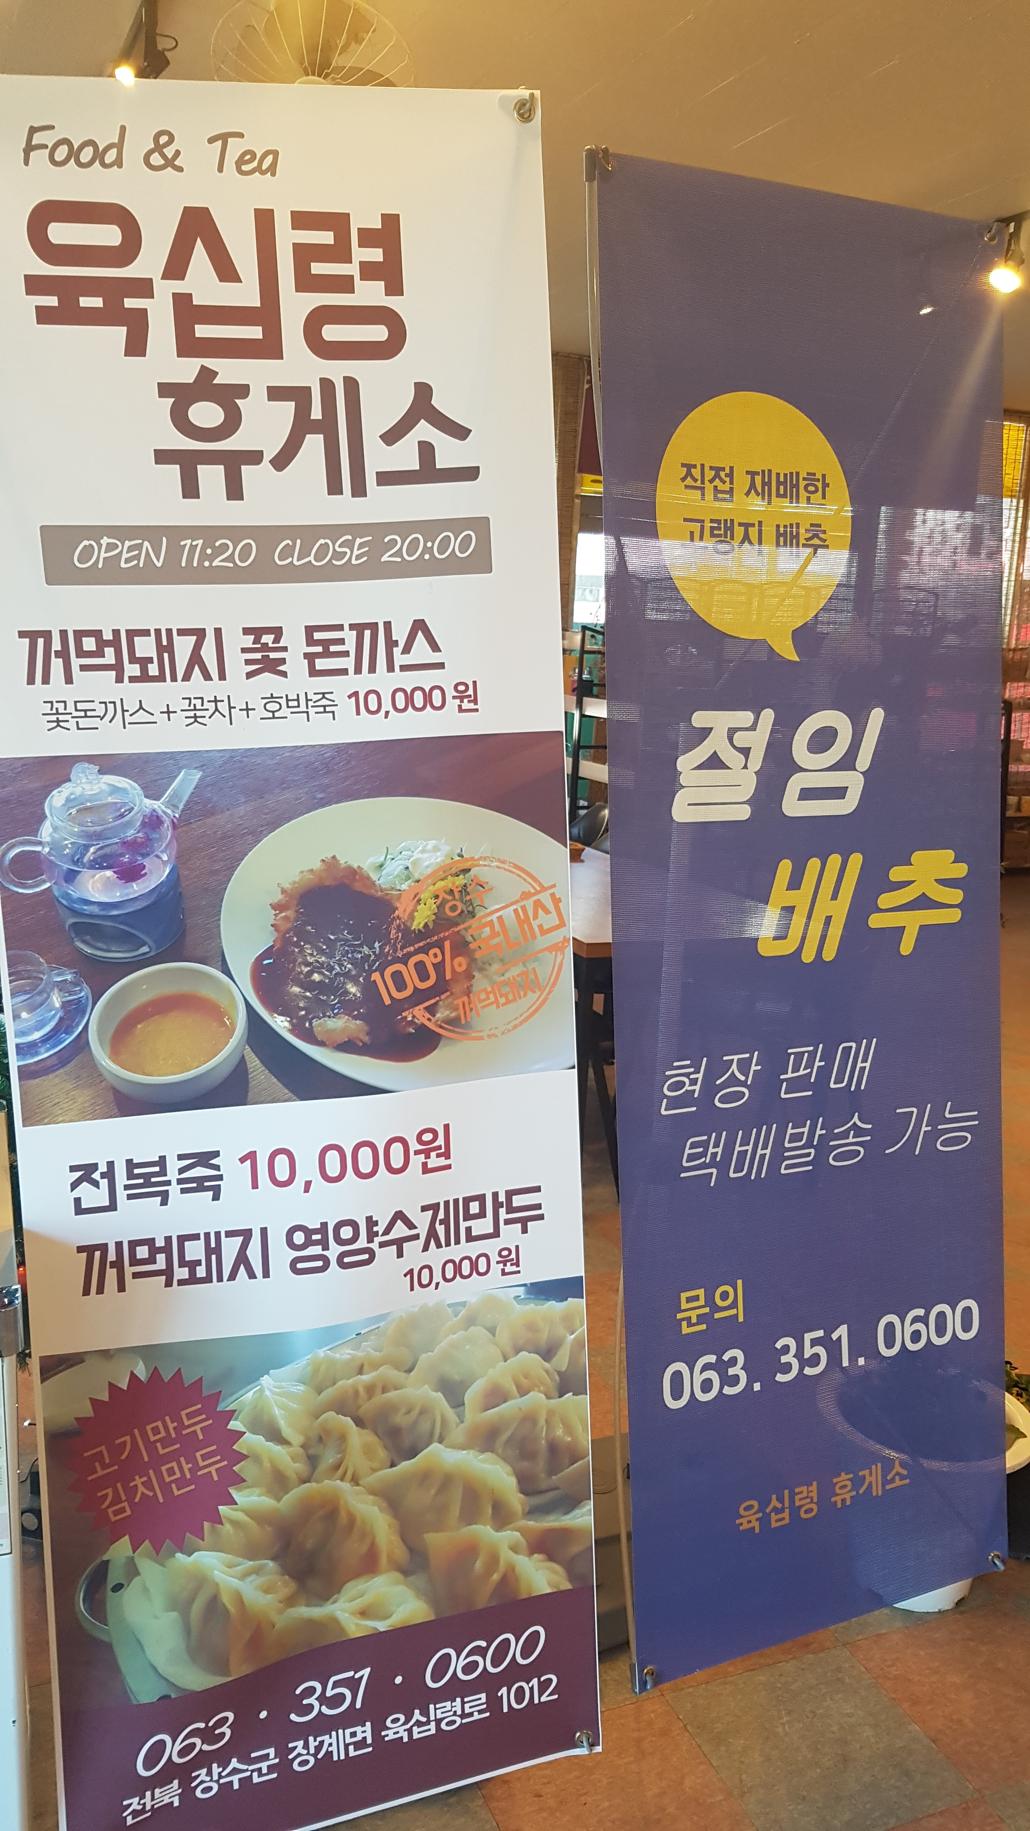 Food & Tea
육십령
휴게소
OPEN 11:20 CLOSE 20:00
꺼먹돼지 꽃 돈까스
꽃돈까스+꽃차+호박죽 10,000원
장수
100% 국내산
꺼먹돼지
전복죽 10,000원
꺼먹돼지 영양수제만두
10,000원
고기만두
김치만두
063 · 351 · 0600
전북 장수군 장계면 육십령로 1012
직접 재배한
고랭지 배추
절임
배추
현장 판매
택배발송 가능
문의
063. 351. 0600
육십령 휴게소